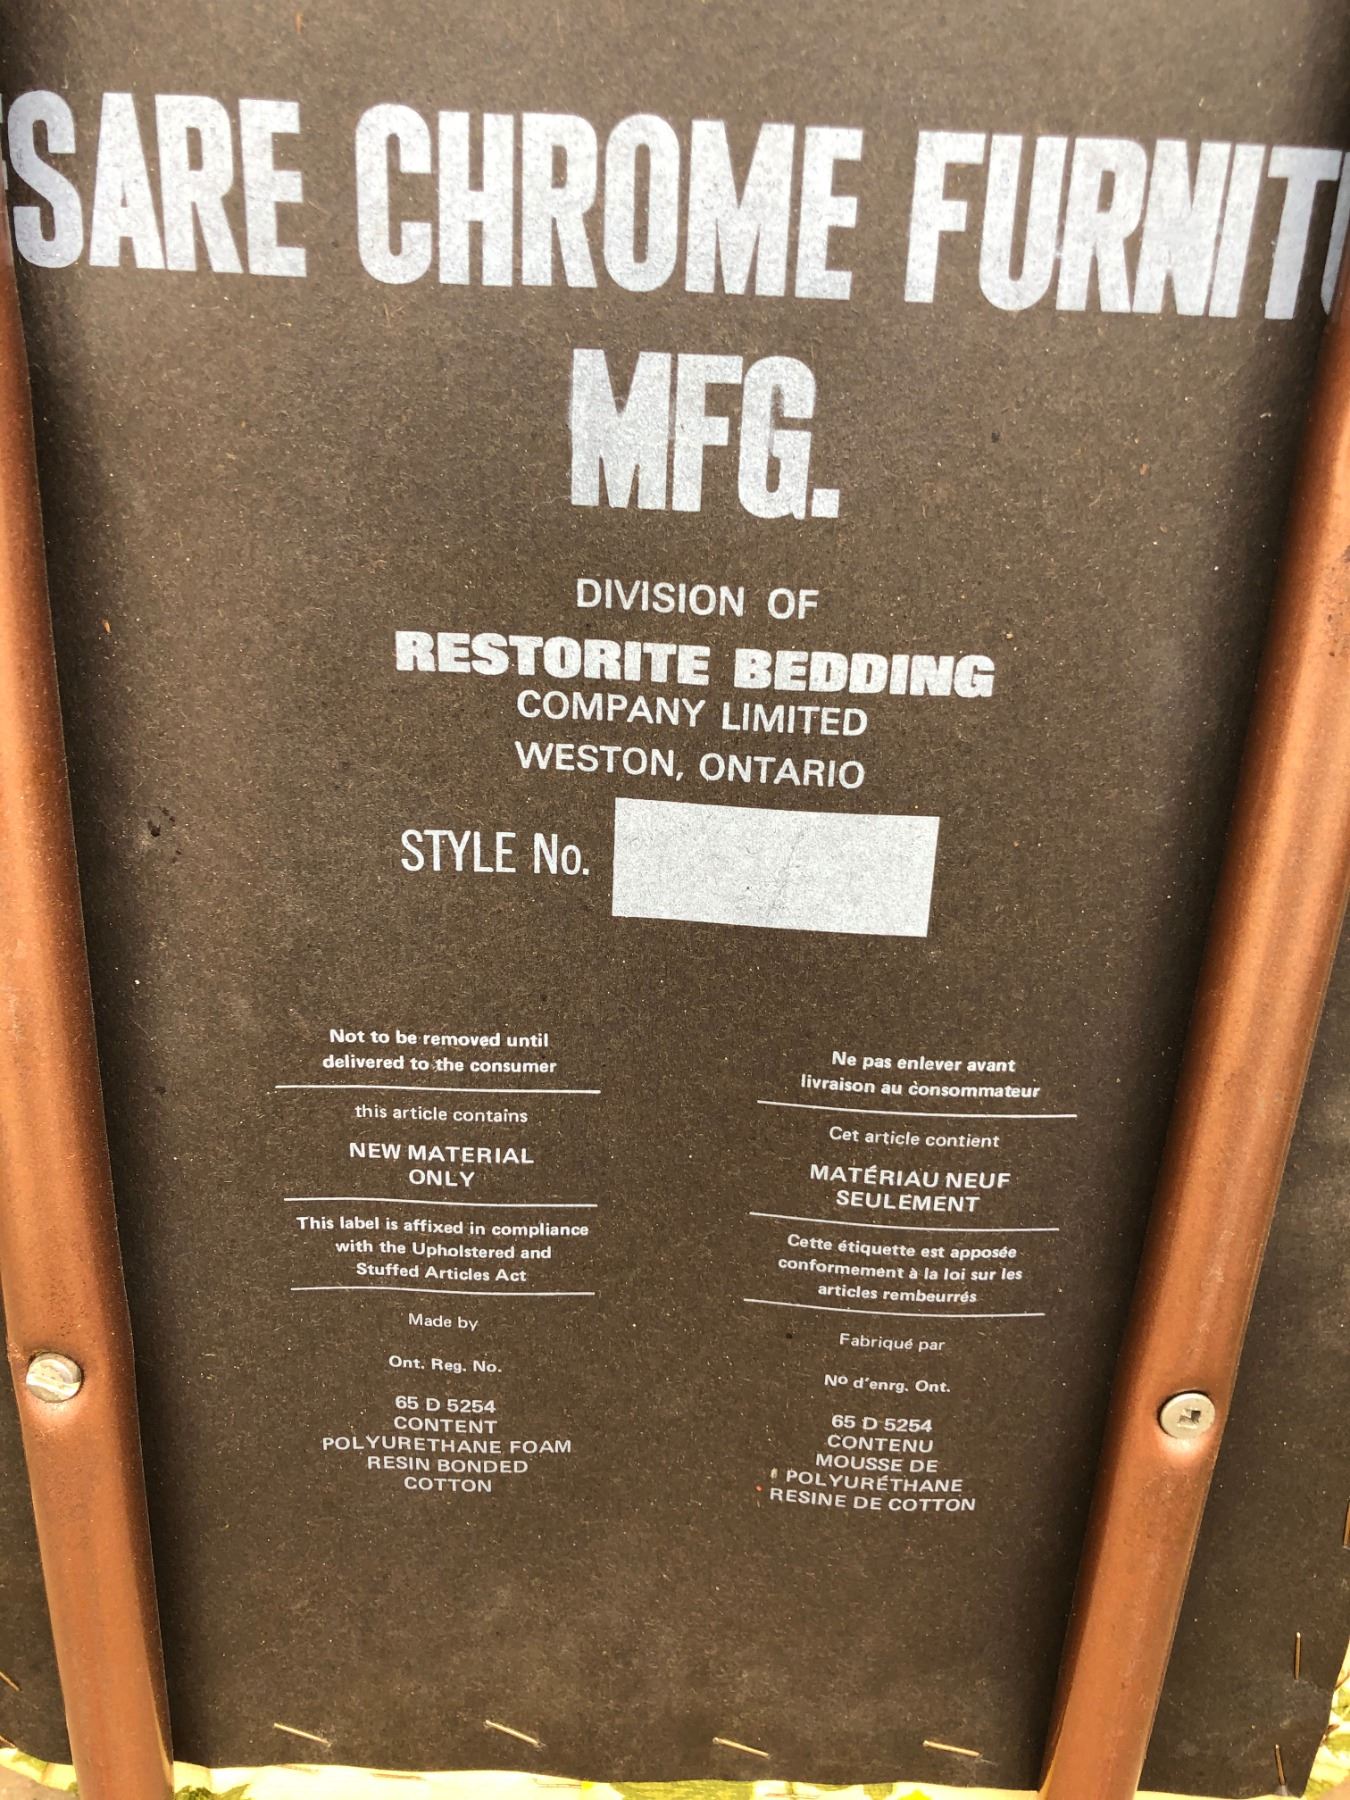 SARE CHROME FURNIT
MFG.
DIVISION OF
RESTORITE BEDDING
COMPANY LIMITED
WESTON, ONTARIO
STYLE No.
Not to be removed until
delivered to the consumer
this article contains
NEW MATERIAL
ONLY
This label is affixed in compliance
with the Upholstered and
Stuffed Articles Act
Made by
Ont. Reg. No.
65 D 5254
CONTENT
POLYURETHANE FOAM
RESIN BONDED
COTTON
Ne pas enlever avant
livraison au consommateur
Cet article contient
MATÉRIAU NEUF
SEULEMENT
Cette étiquette est apposée
conformement à la loi sur les
articles rembeurrés
Fabriqué par
Nº d'enrg. Ont.
65 D 5254
CONTENU
MOUSSE DE
POLYURÉTHANE
RESINE DE COTTON